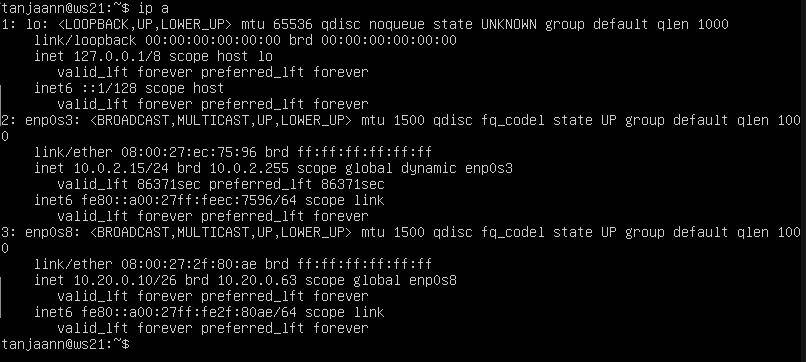 tanjaann@ws21:~$ ip a
1: lo: <LOOPBACK,UP,LOWER_UP> mtu 65536 qdisc noqueue state UNKNOWN group default qlen 1000
    link/loopback 00:00:00:00:00:00 brd 00:00:00:00:00:00
    inet 127.0.0.1/8 scope host lo
       valid_lft forever preferred_lft forever
    inet6 ::1/128 scope host
       valid_lft forever preferred_lft forever
2: enp0s3: <BROADCAST,MULTICAST,UP,LOWER_UP> mtu 1500 qdisc fq_codel state UP group default qlen 100
0
    link/ether 08:00:27:ec:75:96 brd ff:ff:ff:ff:ff:ff
    inet 10.0.2.15/24 brd 10.0.2.255 scope global dynamic enp0s3
       valid_lft 86371sec preferred_lft 86371sec
    inet6 fe80::a00:27ff:feec:7596/64 scope link
       valid_lft forever preferred_lft forever
3: enp0s8: <BROADCAST,MULTICAST,UP,LOWER_UP> mtu 1500 qdisc fq_codel state UP group default qlen 100
0
    link/ether 08:00:27:2f:80:ae brd ff:ff:ff:ff:ff:ff
    inet 10.20.0.10/26 brd 10.20.0.63 scope global enp0s8
       valid_lft forever preferred_lft forever
    inet6 fe80::a00:27ff:fe2f:80ae/64 scope link
       valid_lft forever preferred_lft forever
tanjaann@ws21:~$